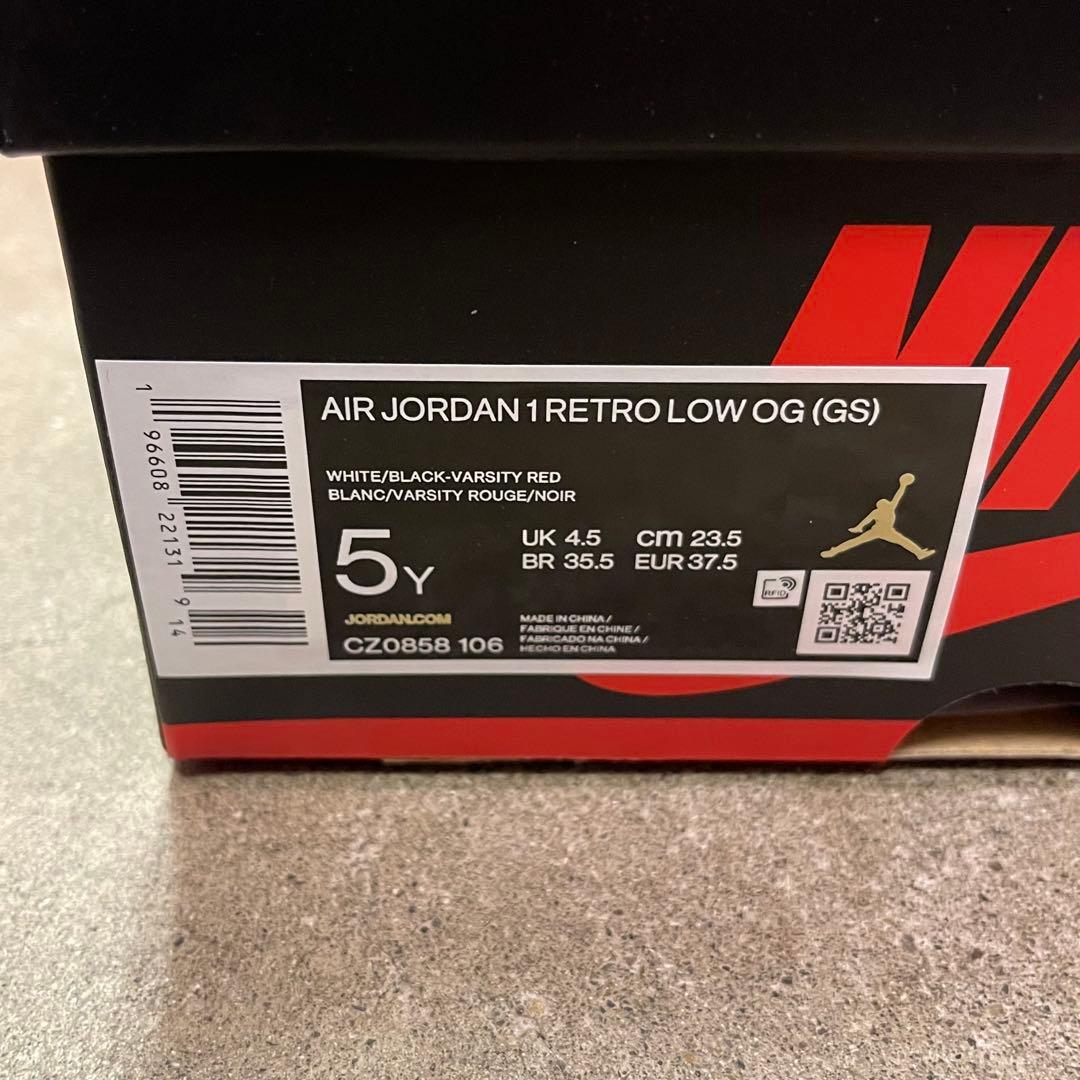 AIR JORDAN 1 RETRO LOW OG (GS)
WHITE/BLACK-VARSITY RED
BLANC/VARSITY ROUGE/NOIR
5Y
UK 4.5 cm 23.5
BR 35.5 EUR 37.5
JORDAN.COM
CZ0858 106
MADE IN CHINA /
FABRIQUE EN CHINE /
FABRICADO NA CHINA /
HECHO EN CHINA
RFID
1 96608 22131 9 14